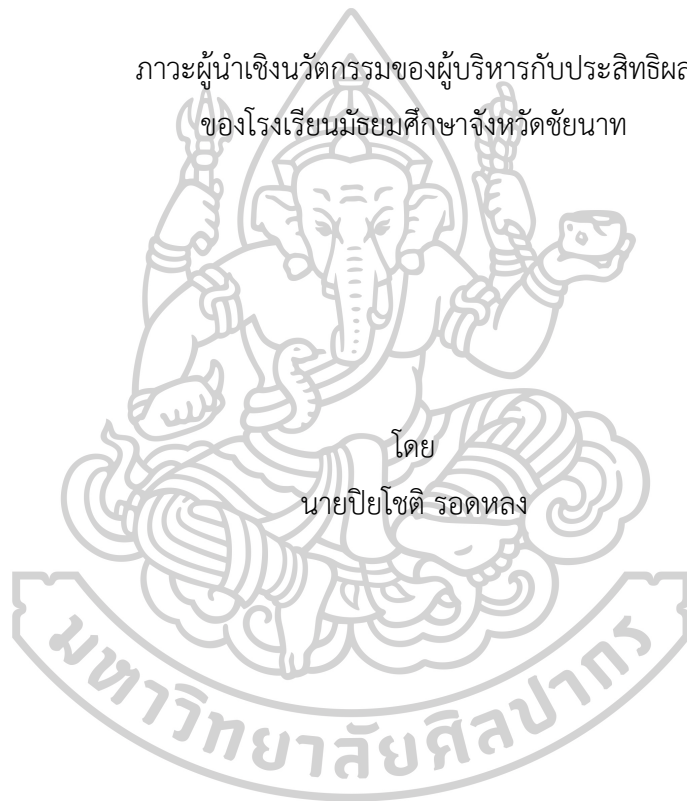 ภาวะผู้นำเชิงนวัตกรรมของผู้บริหารกับประสิทธิผล
ของโรงเรียนมัธยมศึกษาจังหวัดชัยนาท
โดย
นายปิยโชติ รอดหลง
มหาวิทยาลัยศิลปากร